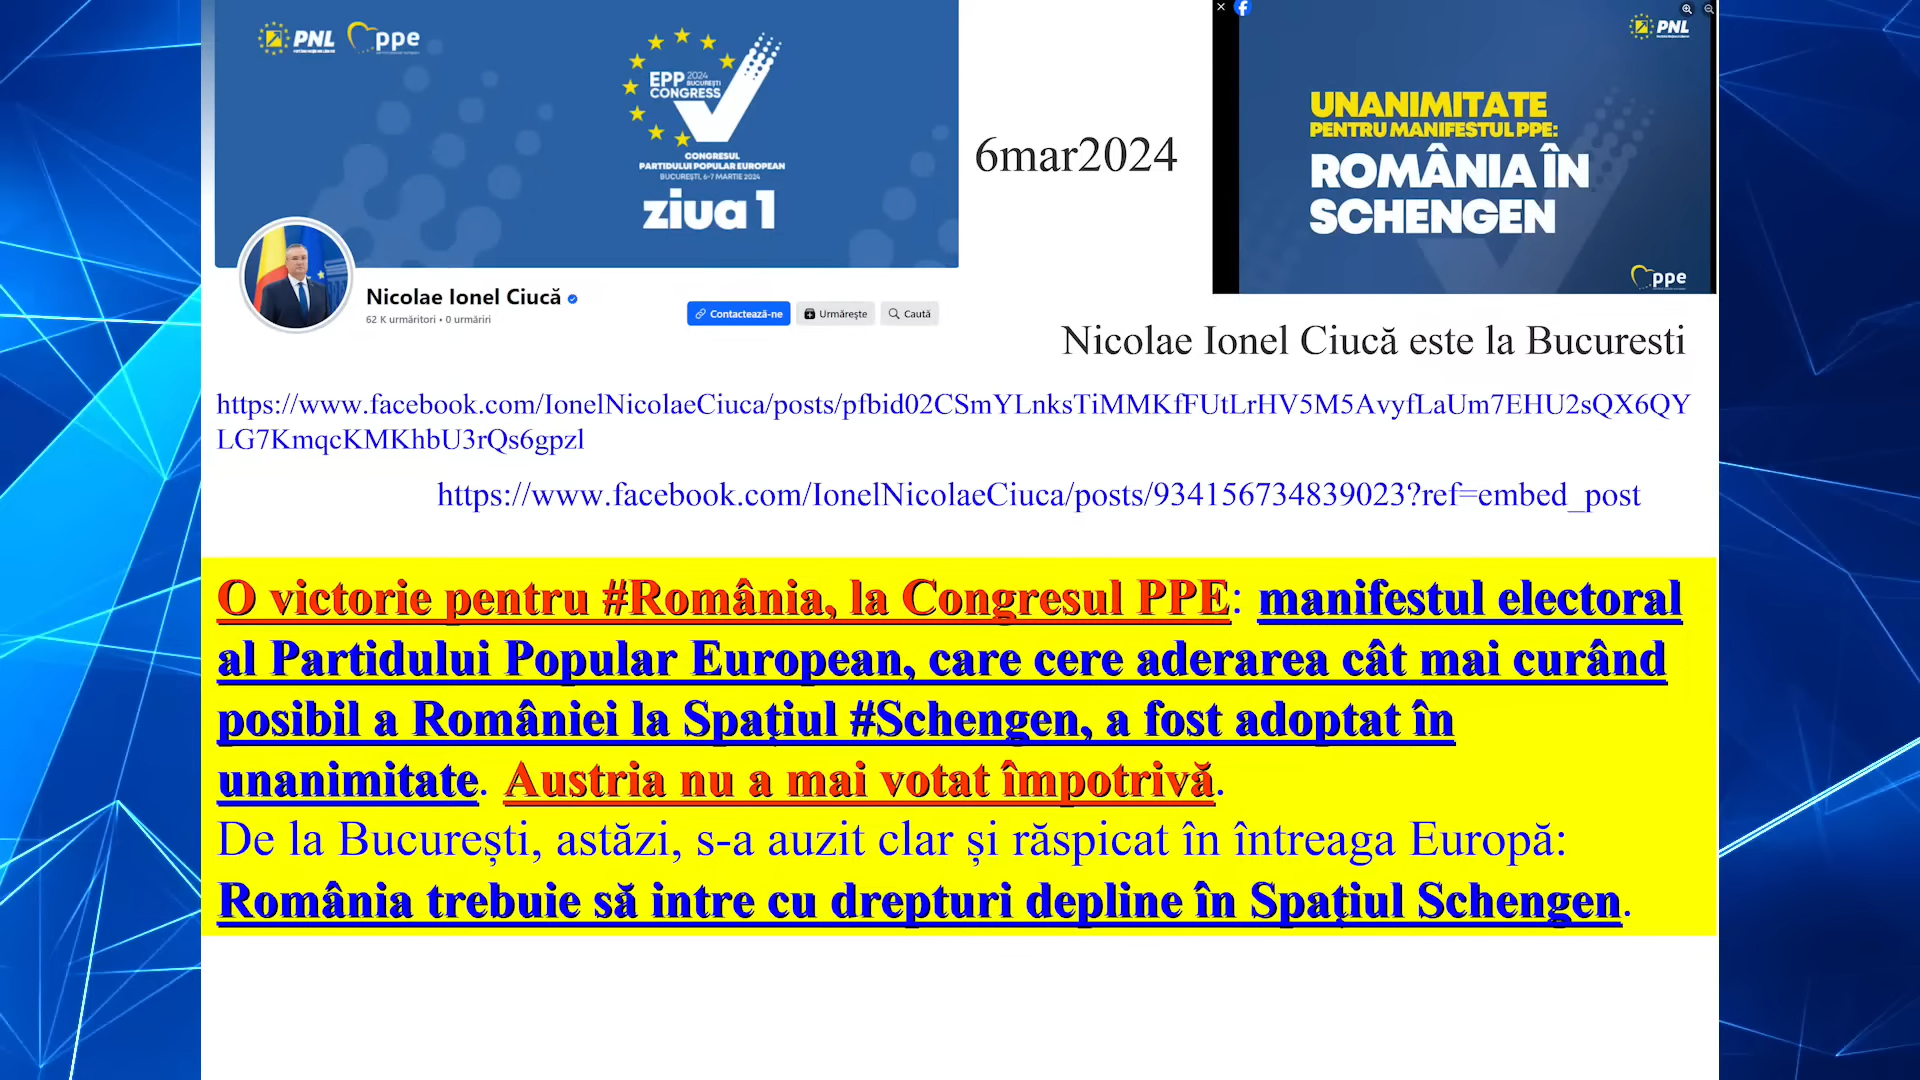 PNL
ppe
EPP 2024
BUCUREȘTI
CONGRESS
CONGRESUL
PARTIDULUI POPULAR EUROPEAN
BUCUREȘTI, 6-7 MARTIE 2024
ziua 1
Nicolae Ionel Ciucă
62 K urmăritori • 0 urmăriri
Contactează-ne
Urmărește
Caută
6mar2024
PNL
UNANIMITATE
PENTRU MANIFESTUL PPE:
ROMÂNIA ÎN
SCHENGEN
ppe
Nicolae Ionel Ciucă este la Bucuresti
https://www.facebook.com/IonelNicolaeCiuca/posts/pfbid02CSmYLnksTiMMKfFUtLrHV5M5AvyfLaUm7EHU2sQX6QY
LG7KmqcKMKhbU3rQs6gpzl
https://www.facebook.com/IonelNicolaeCiuca/posts/934156734839023?ref=embed_post
O victorie pentru #România, la Congresul PPE: manifestul electoral
al Partidului Popular European, care cere aderarea cât mai curând
posibil a României la Spațiul #Schengen, a fost adoptat în
unanimitate. Austria nu a mai votat împotrivă.
De la București, astăzi, s-a auzit clar și răspicat în întreaga Europă:
România trebuie să intre cu drepturi depline în Spațiul Schengen.